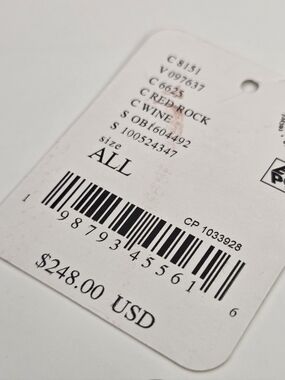 C 8151
V 097637
C 6625
C RED ROCK
C WINE
S OB1604492
S 100524347
size
ALL
CP 1033928
1 98793 45561 6
$248.00 USD